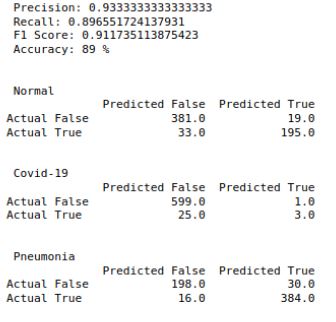 Precision: 0.9333333333333333
Recall: 0.896551724137931
F1 Score: 0.911735113875423
Accuracy: 89 %
Normal
Predicted False Predicted True
Actual False 381.0 19.0
Actual True 33.0 195.0
Covid-19
Predicted False Predicted True
Actual False 599.0 1.0
Actual True 25.0 3.0
Pneumonia
Predicted False Predicted True
Actual False 198.0 30.0
Actual True 16.0 384.0